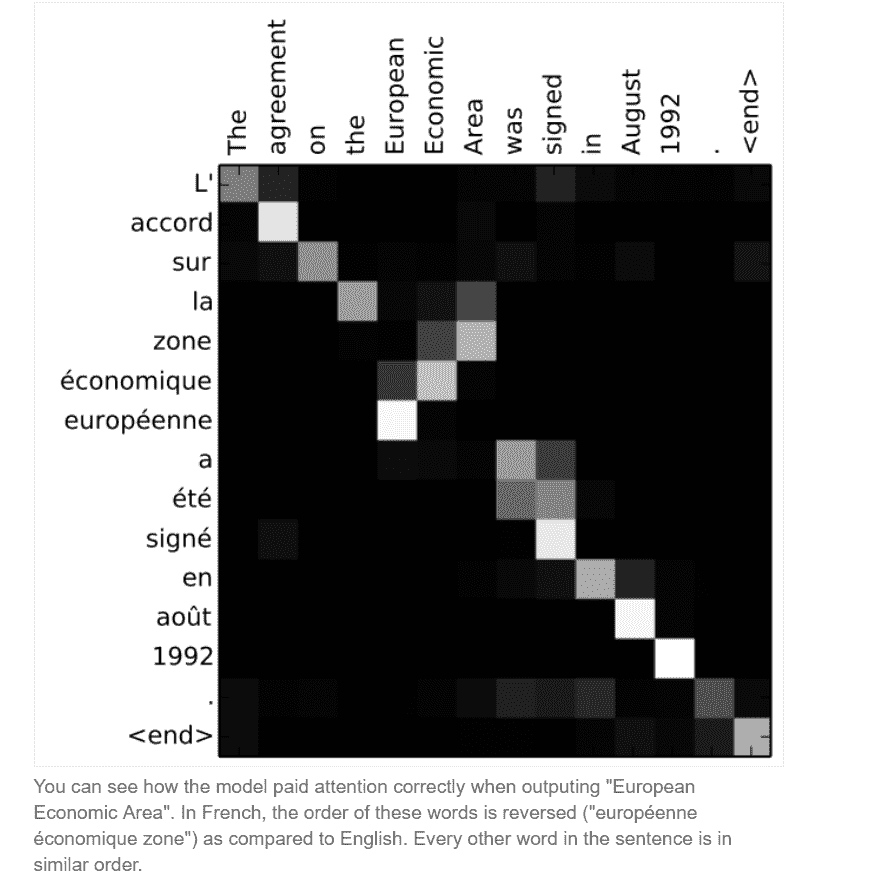 The
agreement
on
the
European
Economic
Area
was
signed
in
August
1992
.
<end>
L'
accord
sur
la
zone
économique
européenne
a
été
signé
en
août
1992
.
<end>
You can see how the model paid attention correctly when outputing "European
Economic Area". In French, the order of these words is reversed ("européenne
économique zone") as compared to English. Every other word in the sentence is in
similar order.